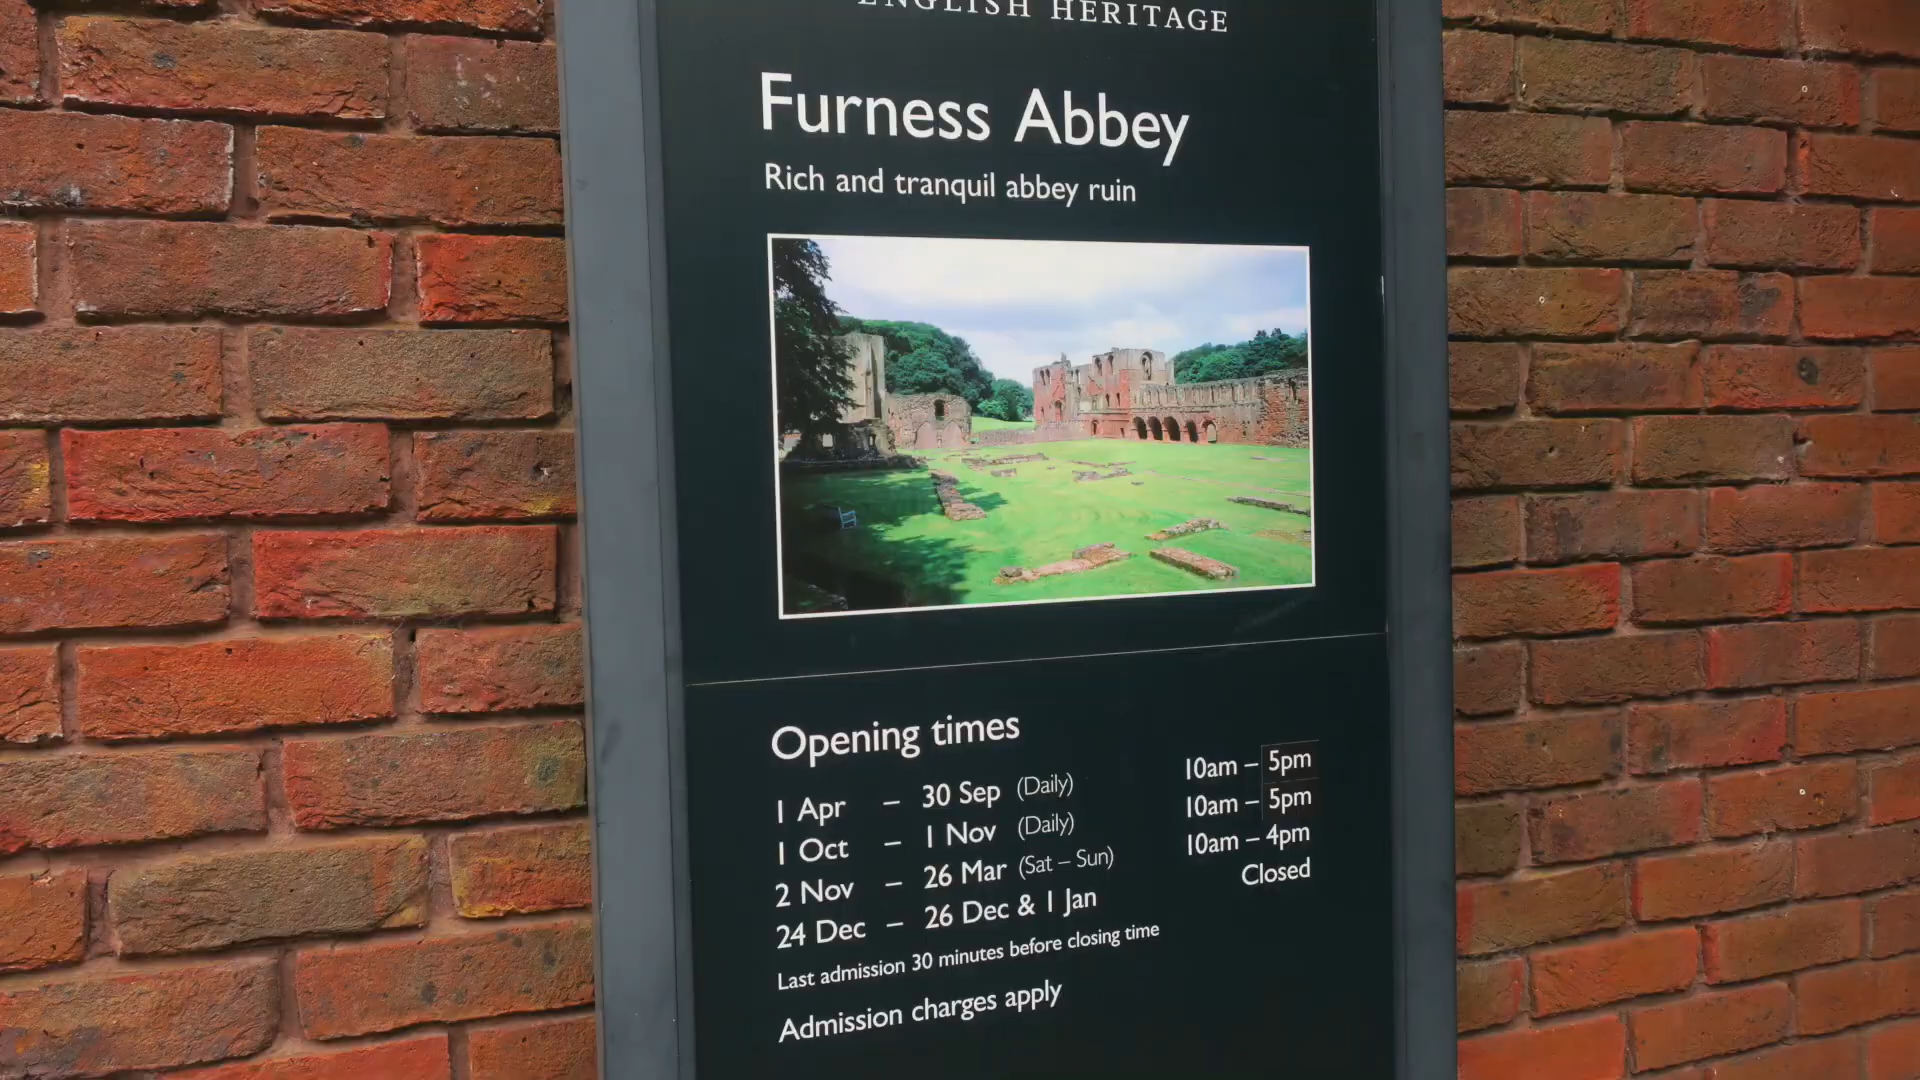 ENGLISH HERITAGE
Furness Abbey
Rich and tranquil abbey ruin
Opening times
1 Apr – 30 Sep (Daily) 10am – 5pm
1 Oct – 1 Nov (Daily) 10am – 5pm
2 Nov – 26 Mar (Sat – Sun) 10am – 4pm
24 Dec – 26 Dec & 1 Jan Closed
Last admission 30 minutes before closing time
Admission charges apply